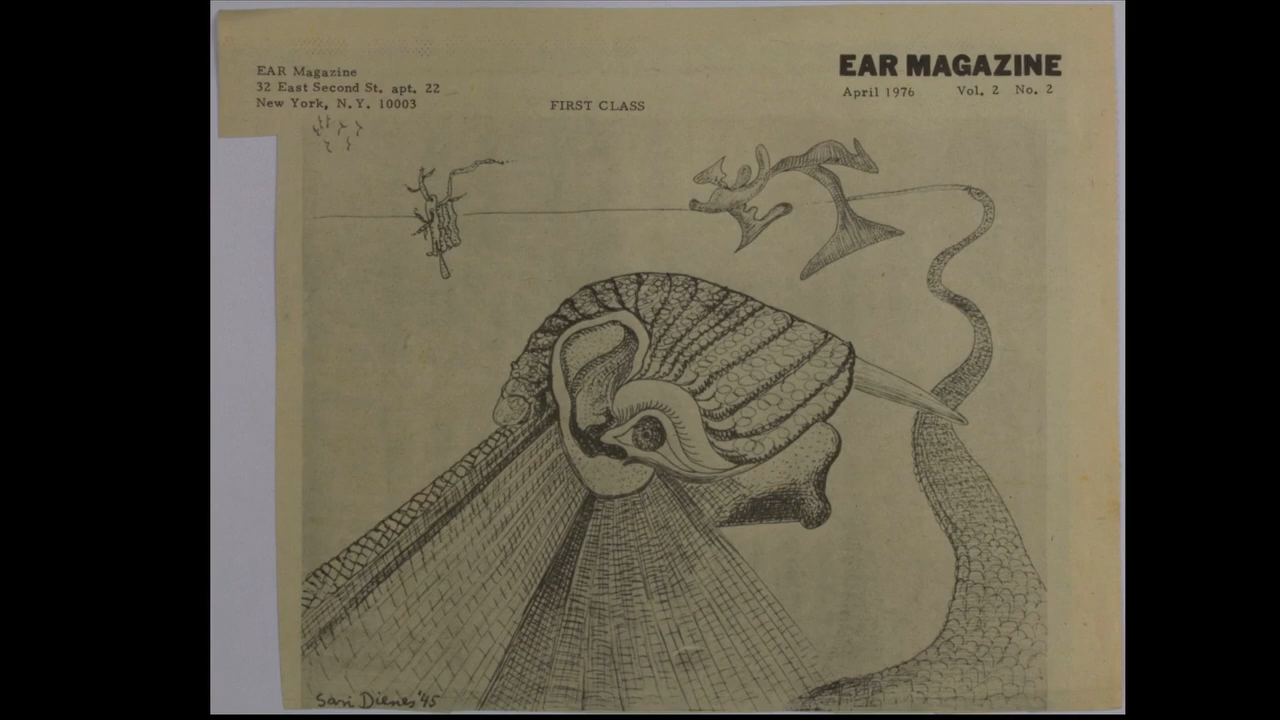 EAR Magazine
32 East Second St. apt. 22
New York, N.Y. 10003
FIRST CLASS
EAR MAGAZINE
April 1976 Vol. 2 No. 2
Sari Dienes '45